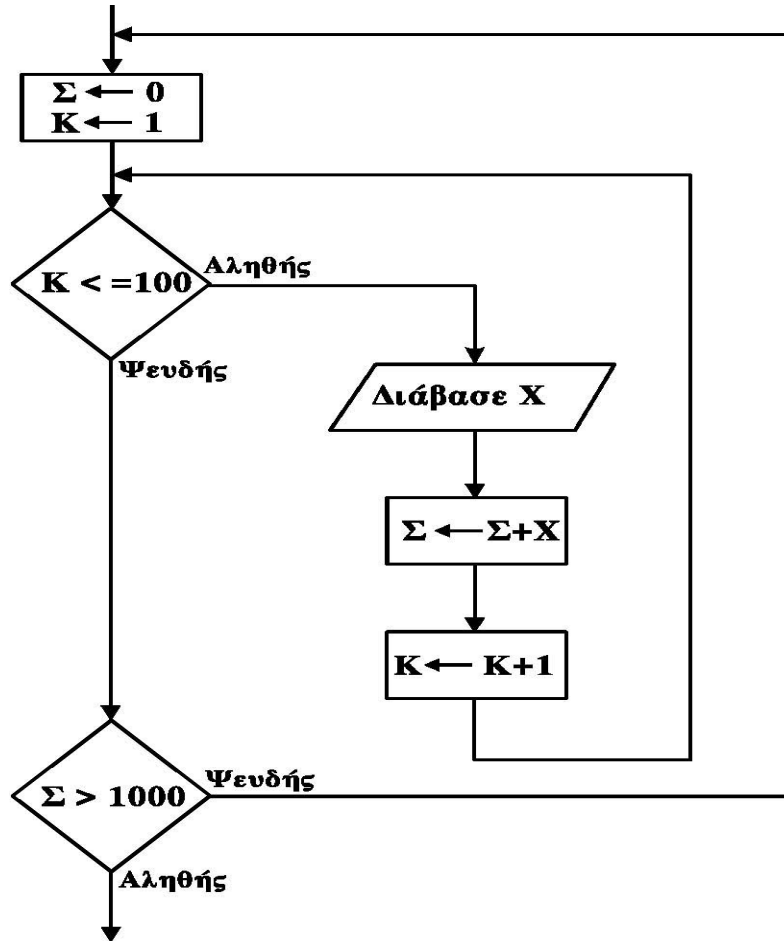 Σ ← 0
Κ ← 1
Κ < =100
Αληθής
Ψευδής
Διάβασε Χ
Σ ← Σ+Χ
Κ ← Κ+1
Σ > 1000
Ψευδής
Αληθής